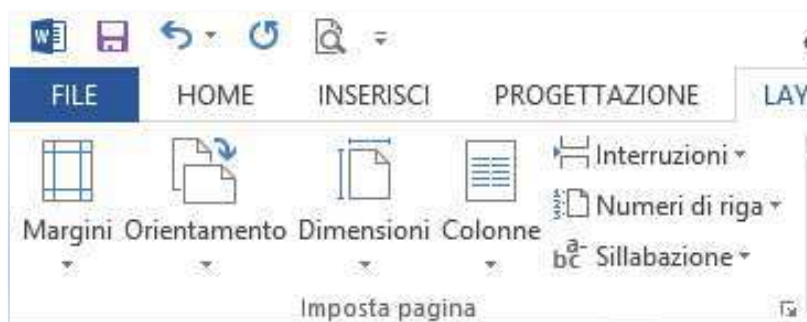 FILE HOME INSERISCI PROGETTAZIONE LAY
Interruzioni
Numeri di riga
Margini Orientamento Dimensioni Colonne
Sillabazione
Imposta pagina